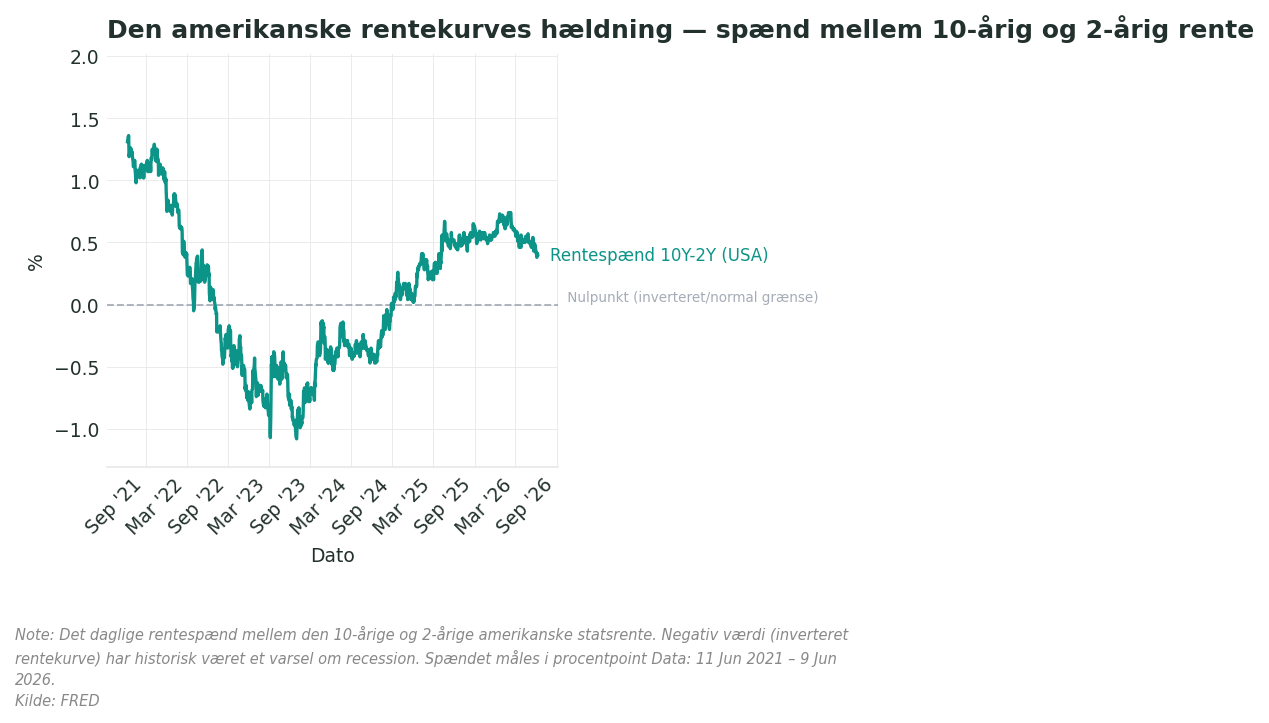 Den amerikanske rentekurves hældning — spænd mellem 10-årig og 2-årig rente
2.0
1.5
1.0
0.5
0.0
−0.5
−1.0
%
Rentespænd 10Y-2Y (USA)
Nulpunkt (inverteret/normal grænse)
Sep '21
Mar '22
Sep '22
Mar '23
Sep '23
Mar '24
Sep '24
Mar '25
Sep '25
Mar '26
Sep '26
Dato
Note: Det daglige rentespænd mellem den 10-årige og 2-årige amerikanske statsrente. Negativ værdi (inverteret
rentekurve) har historisk været et varsel om recession. Spændet måles i procentpoint Data: 11 Jun 2021 – 9 Jun
2026.
Kilde: FRED